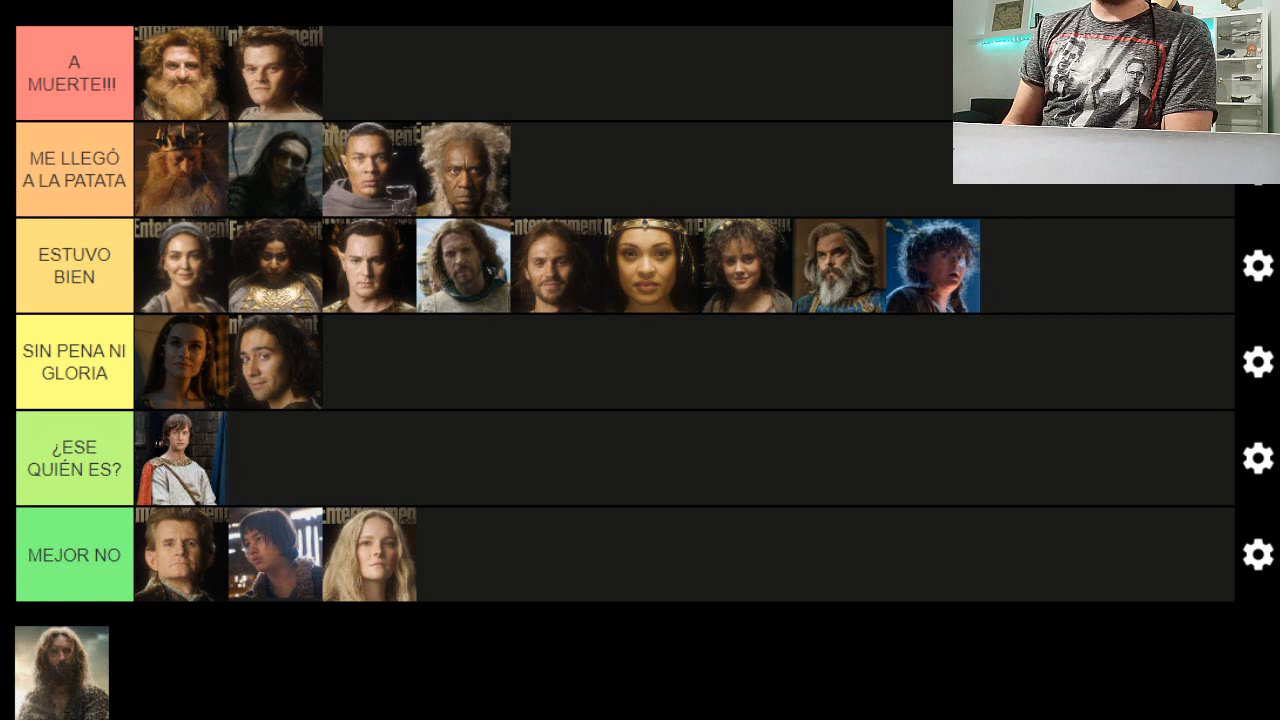 A
MUERTE!!!
ME LLEGÓ
A LA PATATA
ESTUVO
BIEN
SIN PENA NI
GLORIA
¿ESE
QUIÉN ES?
MEJOR NO